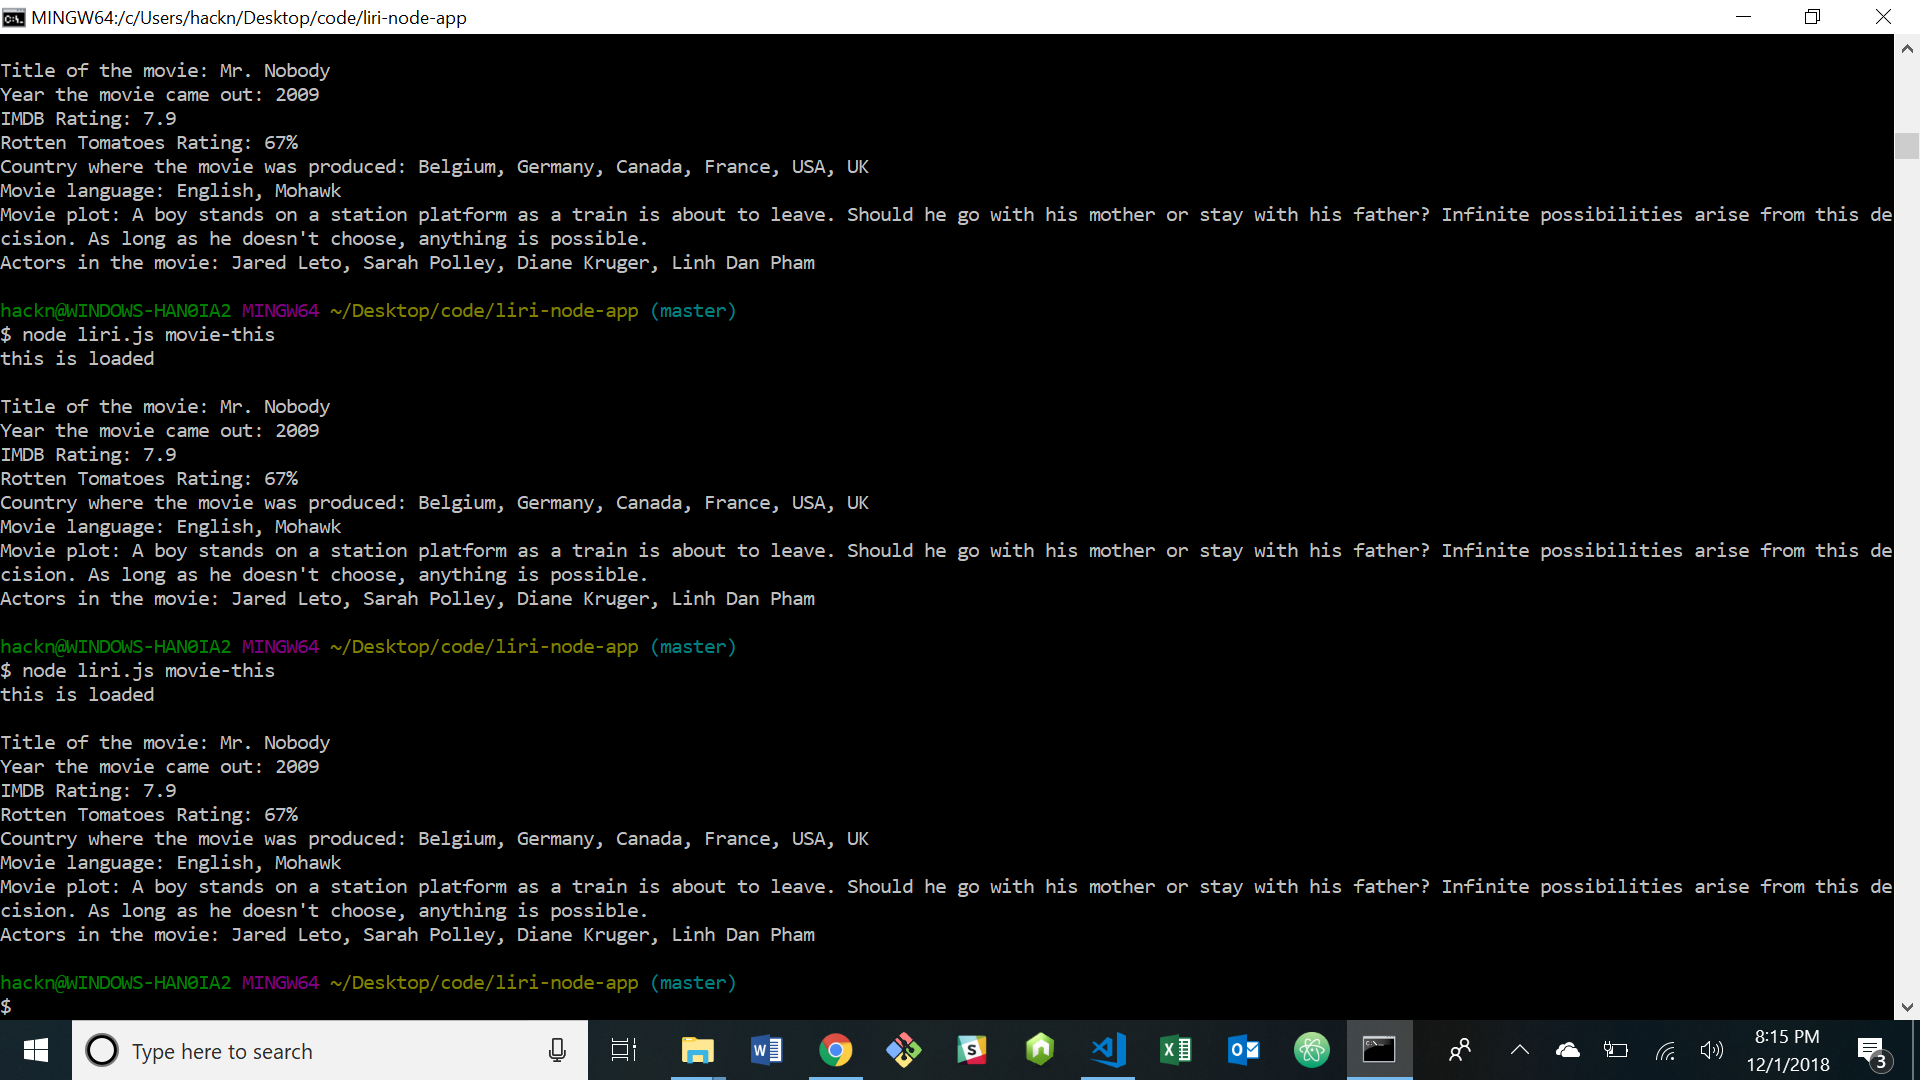 MINGW64:/c/Users/hackn/Desktop/code/liri-node-app
Title of the movie: Mr. Nobody
Year the movie came out: 2009
IMDB Rating: 7.9
Rotten Tomatoes Rating: 67%
Country where the movie was produced: Belgium, Germany, Canada, France, USA, UK
Movie language: English, Mohawk
Movie plot: A boy stands on a station platform as a train is about to leave. Should he go with his mother or stay with his father? Infinite possibilities arise from this de
cision. As long as he doesn't choose, anything is possible.
Actors in the movie: Jared Leto, Sarah Polley, Diane Kruger, Linh Dan Pham
hackn@WINDOWS-HAN0IA2 MINGW64 ~/Desktop/code/liri-node-app (master)
$ node liri.js movie-this
this is loaded
Title of the movie: Mr. Nobody
Year the movie came out: 2009
IMDB Rating: 7.9
Rotten Tomatoes Rating: 67%
Country where the movie was produced: Belgium, Germany, Canada, France, USA, UK
Movie language: English, Mohawk
Movie plot: A boy stands on a station platform as a train is about to leave. Should he go with his mother or stay with his father? Infinite possibilities arise from this de
cision. As long as he doesn't choose, anything is possible.
Actors in the movie: Jared Leto, Sarah Polley, Diane Kruger, Linh Dan Pham
hackn@WINDOWS-HAN0IA2 MINGW64 ~/Desktop/code/liri-node-app (master)
$ node liri.js movie-this
this is loaded
Title of the movie: Mr. Nobody
Year the movie came out: 2009
IMDB Rating: 7.9
Rotten Tomatoes Rating: 67%
Country where the movie was produced: Belgium, Germany, Canada, France, USA, UK
Movie language: English, Mohawk
Movie plot: A boy stands on a station platform as a train is about to leave. Should he go with his mother or stay with his father? Infinite possibilities arise from this de
cision. As long as he doesn't choose, anything is possible.
Actors in the movie: Jared Leto, Sarah Polley, Diane Kruger, Linh Dan Pham
hackn@WINDOWS-HAN0IA2 MINGW64 ~/Desktop/code/liri-node-app (master)
$
Type here to search
8:15 PM
12/1/2018
3